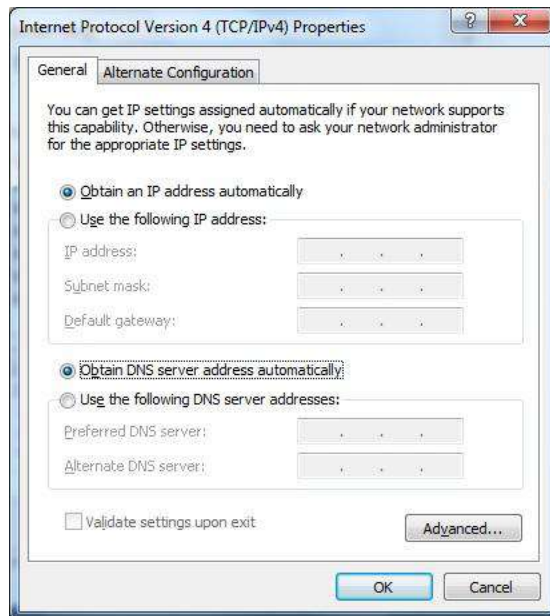 Internet Protocol Version 4 (TCP/IPv4) Properties
General
Alternate Configuration
You can get IP settings assigned automatically if your network supports
this capability. Otherwise, you need to ask your network administrator
for the appropriate IP settings.
Obtain an IP address automatically
Use the following IP address:
IP address:
Subnet mask:
Default gateway:
Obtain DNS server address automatically
Use the following DNS server addresses:
Preferred DNS server:
Alternate DNS server:
Validate settings upon exit
Advanced...
OK
Cancel